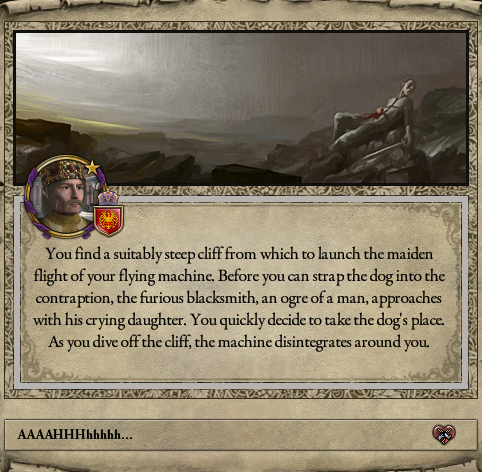 You find a suitably steep cliff from which to launch the maiden
flight of your flying machine. Before you can strap the dog into the
contraption, the furious blacksmith, an ogre of a man, approaches
with his crying daughter. You quickly decide to take the dog's place.
As you dive off the cliff, the machine disintegrates around you.
AAAAHHHhhhhh...